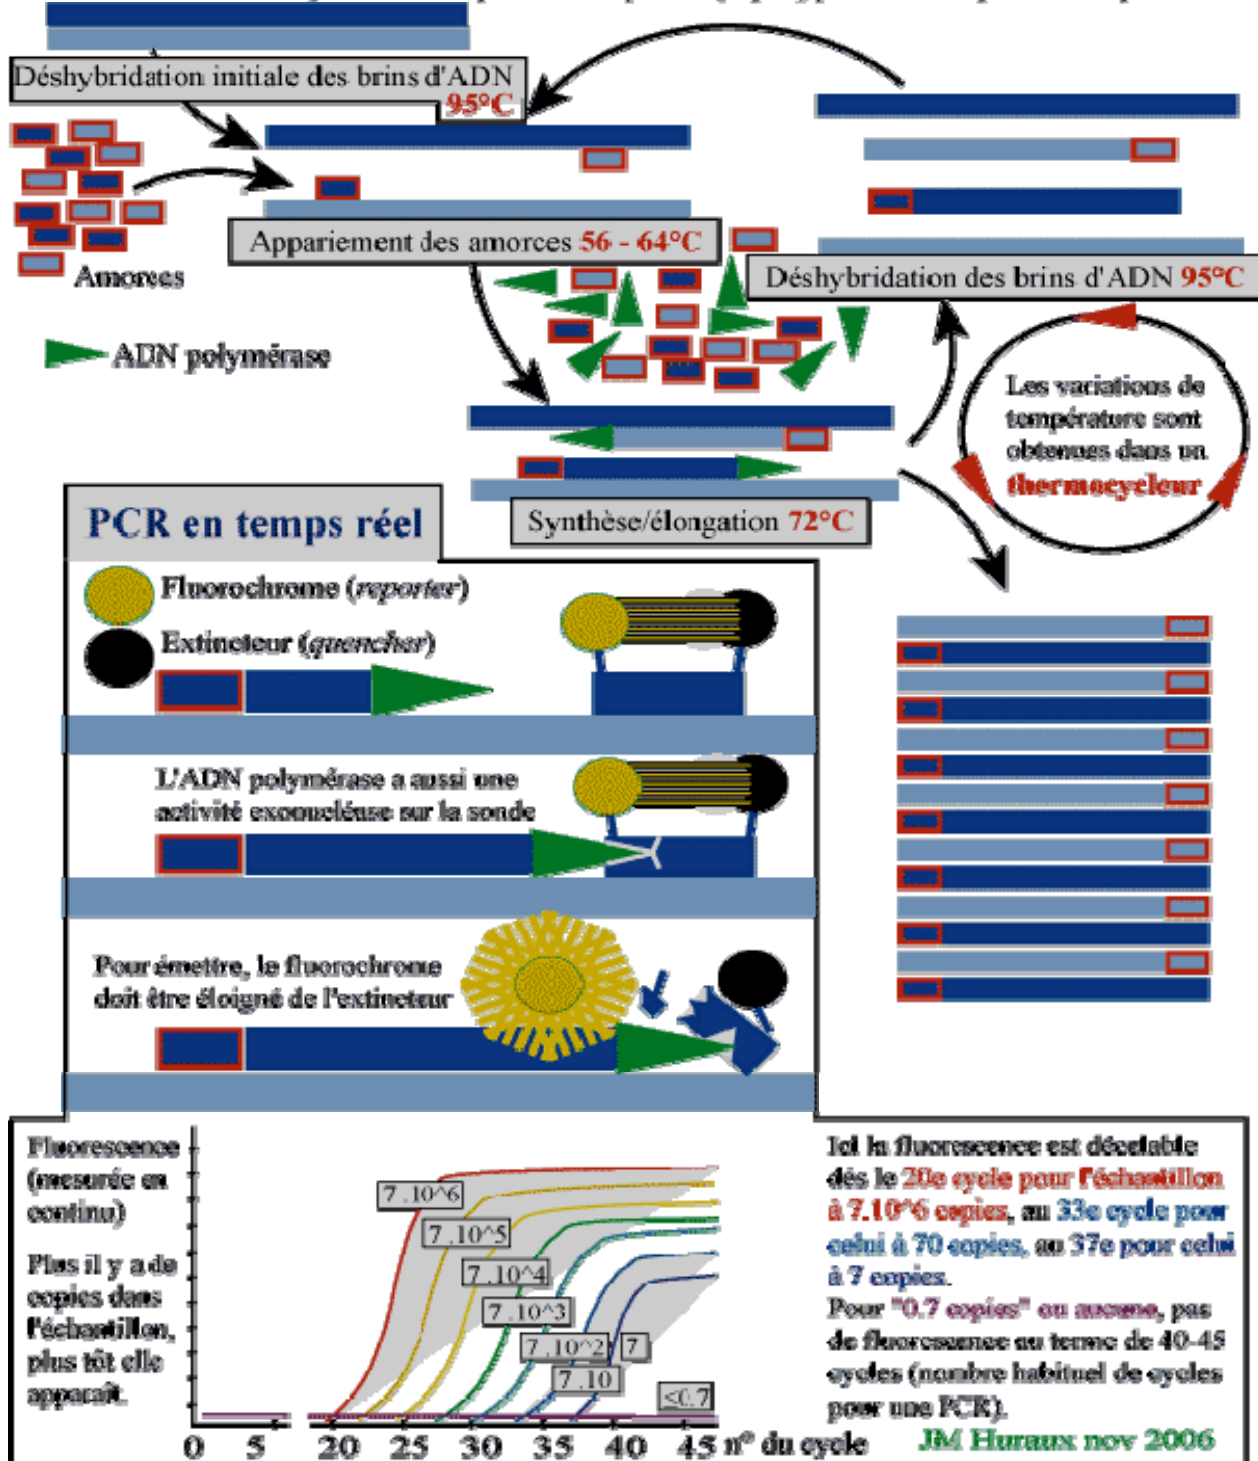 Déshybridation initiale des brins d'ADN
95°C
Amorces
Appariement des amorces 56 - 64°C
Déshybridation des brins d'ADN 95°C
ADN polymérase
Les variations de
température sont
obtenues dans un
thermocycleur
Synthèse/élongation 72°C
PCR en temps réel
Fluorochrome (reporter)
Extincteur (quencher)
L'ADN polymérase a aussi une
activité exonucléase sur la sonde
Pour émettre, le fluorochrome
doit être éloigné de l'extincteur
Fluorescence
(mesurée en
continu)
Plus il y a de
copies dans
l'échantillon,
plus tôt elle
apparaît.
7 .10^6
7 .10^5
7 .10^4
7 .10^3
7 .10^2
7
7 .10
<0.7
0 5 20 25 30 35 40 45 n° du cycle
Ici la fluorescence est décelable
dès le 20e cycle pour l'échantillon
à 7.10^6 copies, au 33e cycle pour
celui à 70 copies, au 37e pour celui
à 7 copies.
Pour "0.7 copies" ou aucune, pas
de fluorescence au terme de 40-45
cycles (nombre habituel de cycles
pour une PCR).
JM Huraux nov 2006